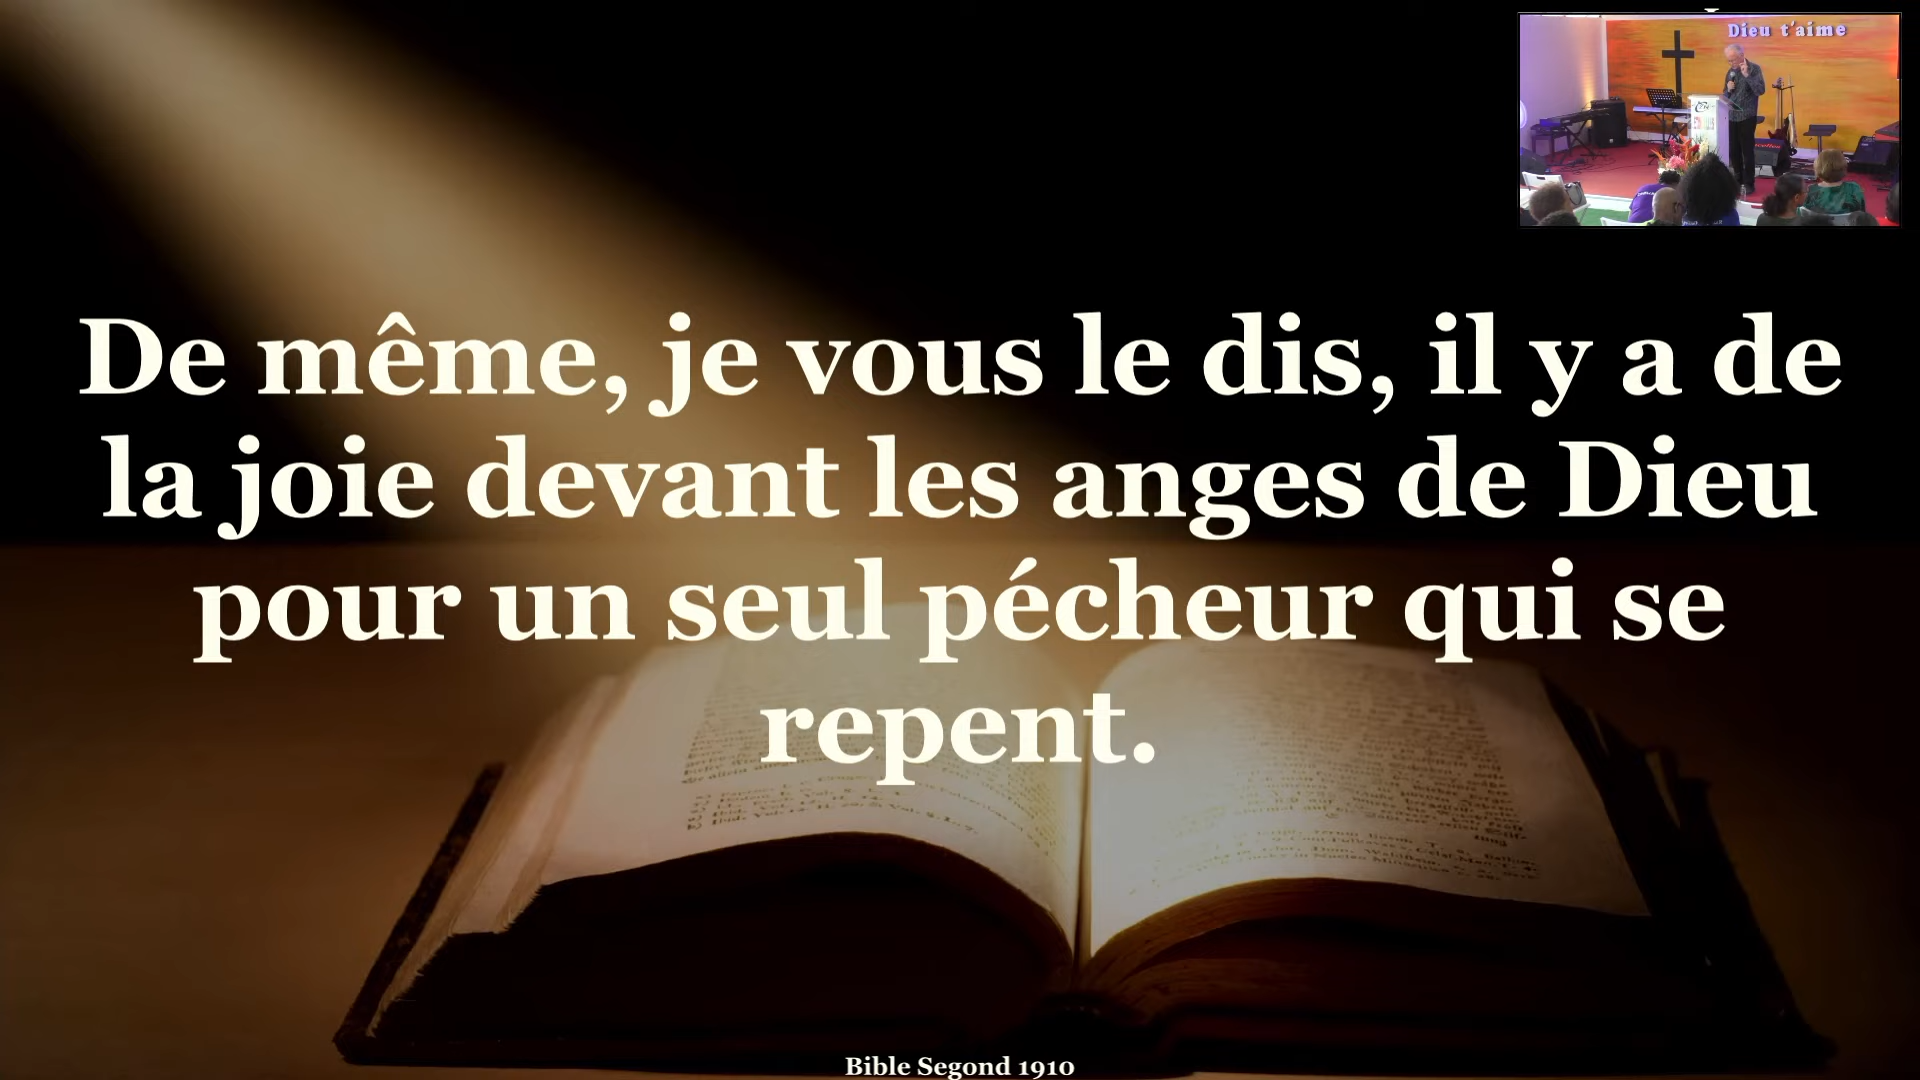 Dieu t'aime
De même, je vous le dis, il y a de
la joie devant les anges de Dieu
pour un seul pécheur qui se
repent.
Bible Segond 1910